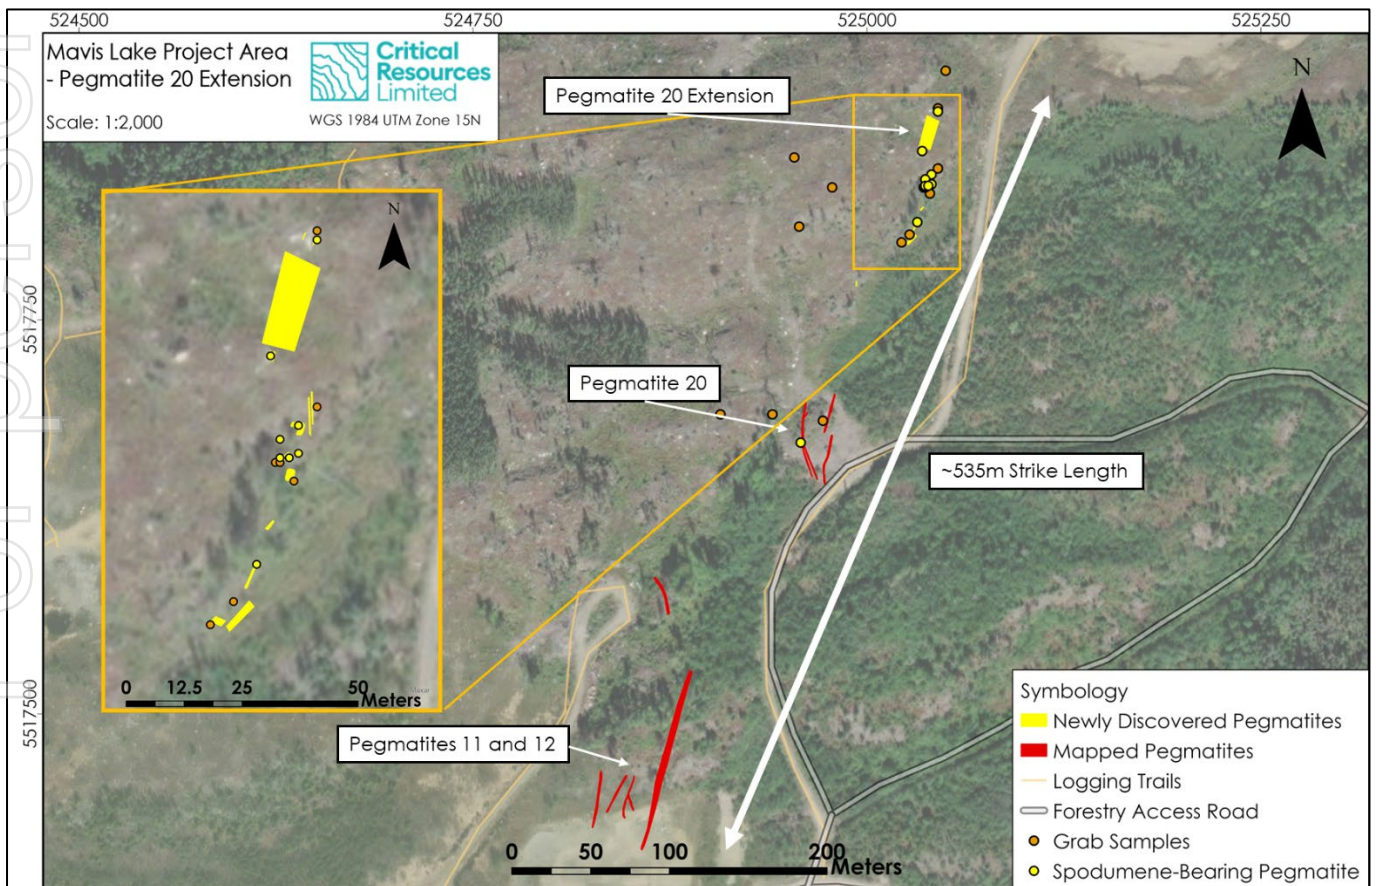 524500
524750
525000
525250
Mavis Lake Project Area
- Pegmatite 20 Extension
Scale: 1:2,000
Critical
Resources
Limited
WGS 1984 UTM Zone 15N
Pegmatite 20 Extension
N
N
5517750
Pegmatite 20
~535m Strike Length
0 12.5 25 50 Meters
Maxar
5517500
Pegmatites 11 and 12
0 50 100 200 Meters
Symbology
Newly Discovered Pegmatites
Mapped Pegmatites
Logging Trails
Forestry Access Road
Grab Samples
Spodumene-Bearing Pegmatite